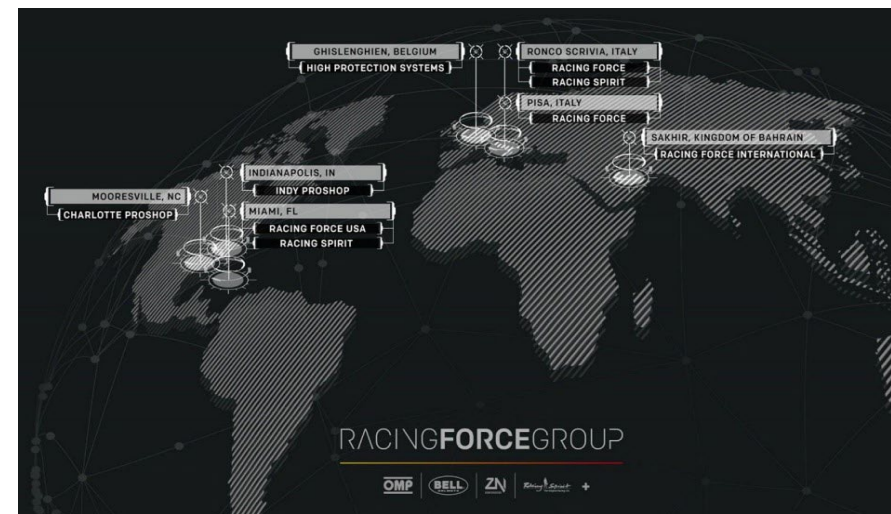 GHISLENGHIEN, BELGIUM
HIGH PROTECTION SYSTEMS
RONCO SCRIVIA, ITALY
RACING FORCE
RACING SPIRIT
PISA, ITALY
RACING FORCE
SAKHIR, KINGDOM OF BAHRAIN
RACING FORCE INTERNATIONAL
INDIANAPOLIS, IN
INDY PROSHOP
MOORESVILLE, NC
CHARLOTTE PROSHOP
MIAMI, FL
RACING FORCE USA
RACING SPIRIT
RACINGFORCEGROUP
OMP
BELL
ZN
Racing Spirit
+